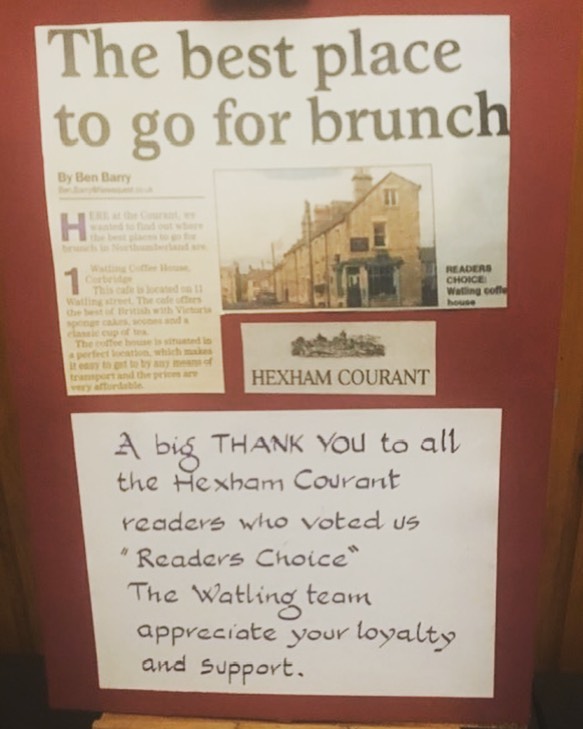 The best place
to go for brunch
By Ben Barry
Ben.Barry@Newsquest.co.uk
HERE at the Courant, we
wanted to find out where
the best places to go for
brunch in Northumberland are.
1 Watling Coffee House,
Corbridge
This cafe is located on 11
Watling street. The cafe offers
the best of British with Victoria
sponge cakes, scones and a
classic cup of tea.
The coffee house is situated in
a perfect location, which makes
it easy to get to by any means of
transport and the prices are
very affordable.
READERS
CHOICE:
Watling coffe
house
HEXHAM COURANT
A big THANK YOU to all
the Hexham Courant
readers who voted us
"Readers Choice"
The Watling team
appreciate your loyalty
and support.